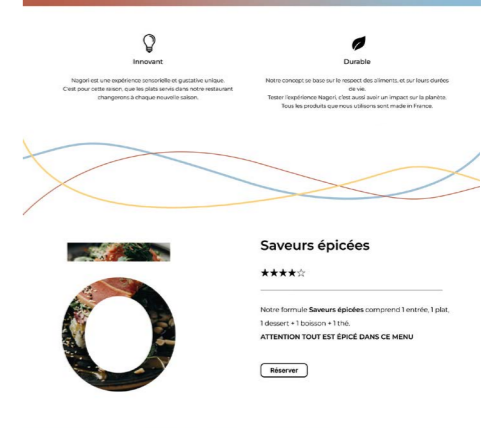 Innovant
Nagori est une expérience sensorielle et gustative unique.
C'est pour cette raison, que les plats servis dans notre restaurant
changerons à chaque nouvelle saison.
Durable
Notre concept se base sur le respect des aliments, et sur leurs durées
de vie.
Tester l'expérience Nagori, c'est aussi avoir un impact sur la planète.
Tous les produits que nous utilisons sont made in France.
Ō
Saveurs épicées
★★★★☆
Notre formule Saveurs épicées comprend 1 entrée, 1 plat,
1 dessert + 1 boisson + 1 thé.
ATTENTION TOUT EST ÉPICÉ DANS CE MENU
Réserver